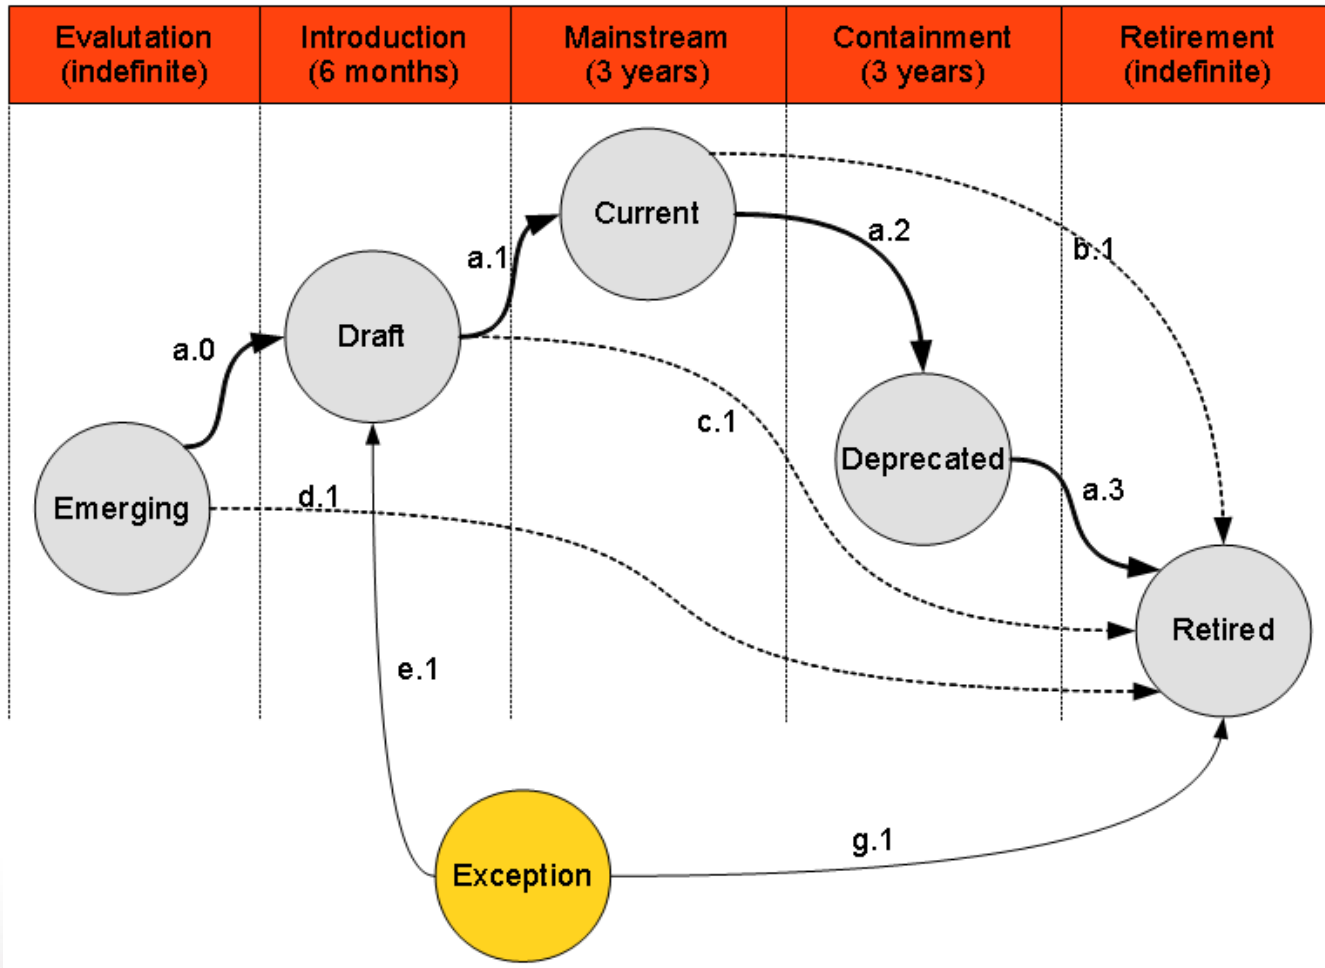 Evalutation
(indefinite)
Introduction
(6 months)
Mainstream
(3 years)
Containment
(3 years)
Retirement
(indefinite)
Current
a.2
a.1
b.1
Draft
a.0
c.1
Deprecated
a.3
d.1
Emerging
Retired
e.1
g.1
Exception